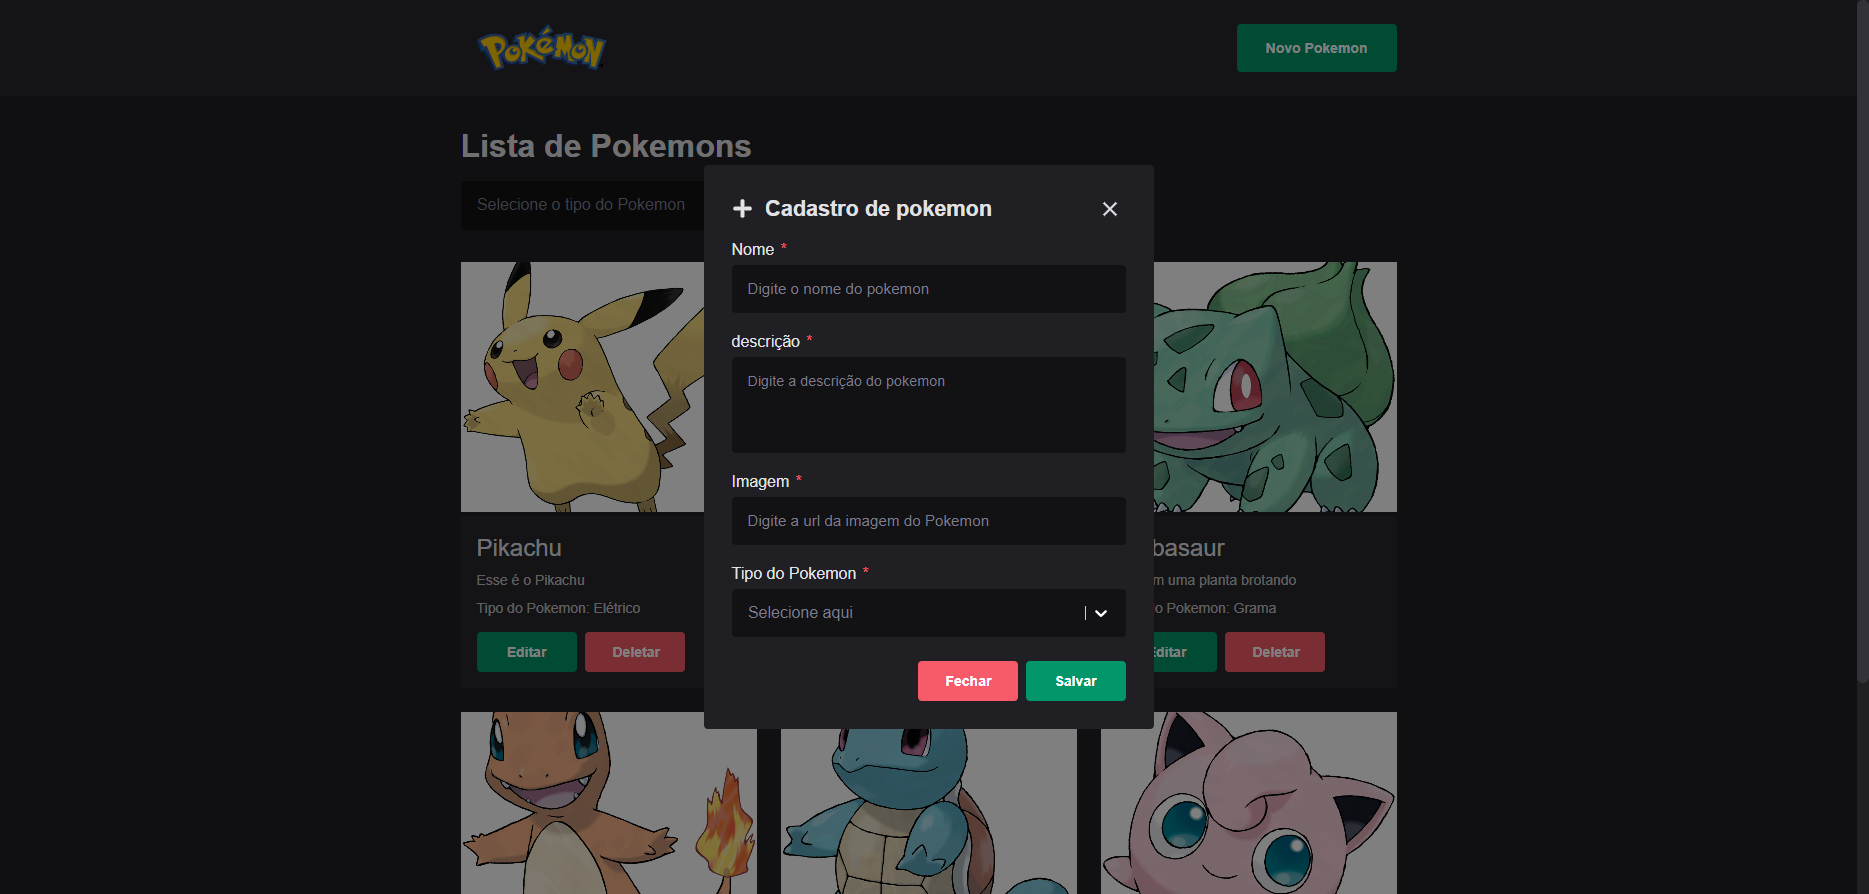 POKéMON
Novo Pokemon
Lista de Pokemons
Selecione o tipo do Pokemon
Cadastro de pokemon
Nome *
Digite o nome do pokemon
descrição *
Digite a descrição do pokemon
Imagem *
Digite a url da imagem do Pokemon
Tipo do Pokemon *
Selecione aqui
Fechar Salvar
Pikachu
Esse é o Pikachu
Tipo do Pokemon: Elétrico
Editar Deletar
basaur
m uma planta brotando
o Pokemon: Grama
ditar Deletar